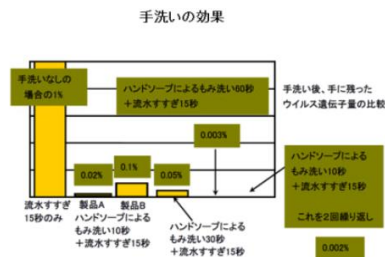 手洗いの効果
手洗いなしの
場合の1%
ハンドソープによるもみ洗い60秒
+流水すすぎ15秒
手洗い後、手に残った
ウイルス遺伝子量の比較
0.003%
0.02%
0.1%
0.05%
ハンドソープによる
もみ洗い10秒
+流水すすぎ15秒
これを2回繰り返し
0.002%
流水すすぎ
15秒のみ
製品A 製品B
ハンドソープによる
もみ洗い10秒
+流水すすぎ15秒
ハンドソープによる
もみ洗い30秒
+流水すすぎ15秒